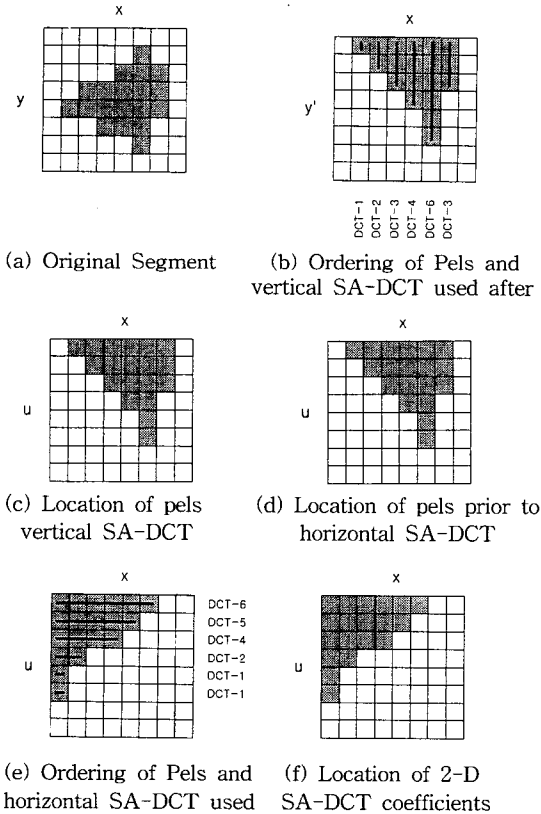 x
x
y
y'
DCT-1
DCT-2
DCT-3
DCT-4
DCT-6
DCT-3
(a) Original Segment
(b) Ordering of Pels and
vertical SA-DCT used after
x
x
u
u
(c) Location of pels
vertical SA-DCT
(d) Location of pels prior to
horizontal SA-DCT
x
x
DCT-6
DCT-5
DCT-4
DCT-2
DCT-1
DCT-1
u
u
(e) Ordering of Pels and
horizontal SA-DCT used
(f) Location of 2-D
SA-DCT coefficients